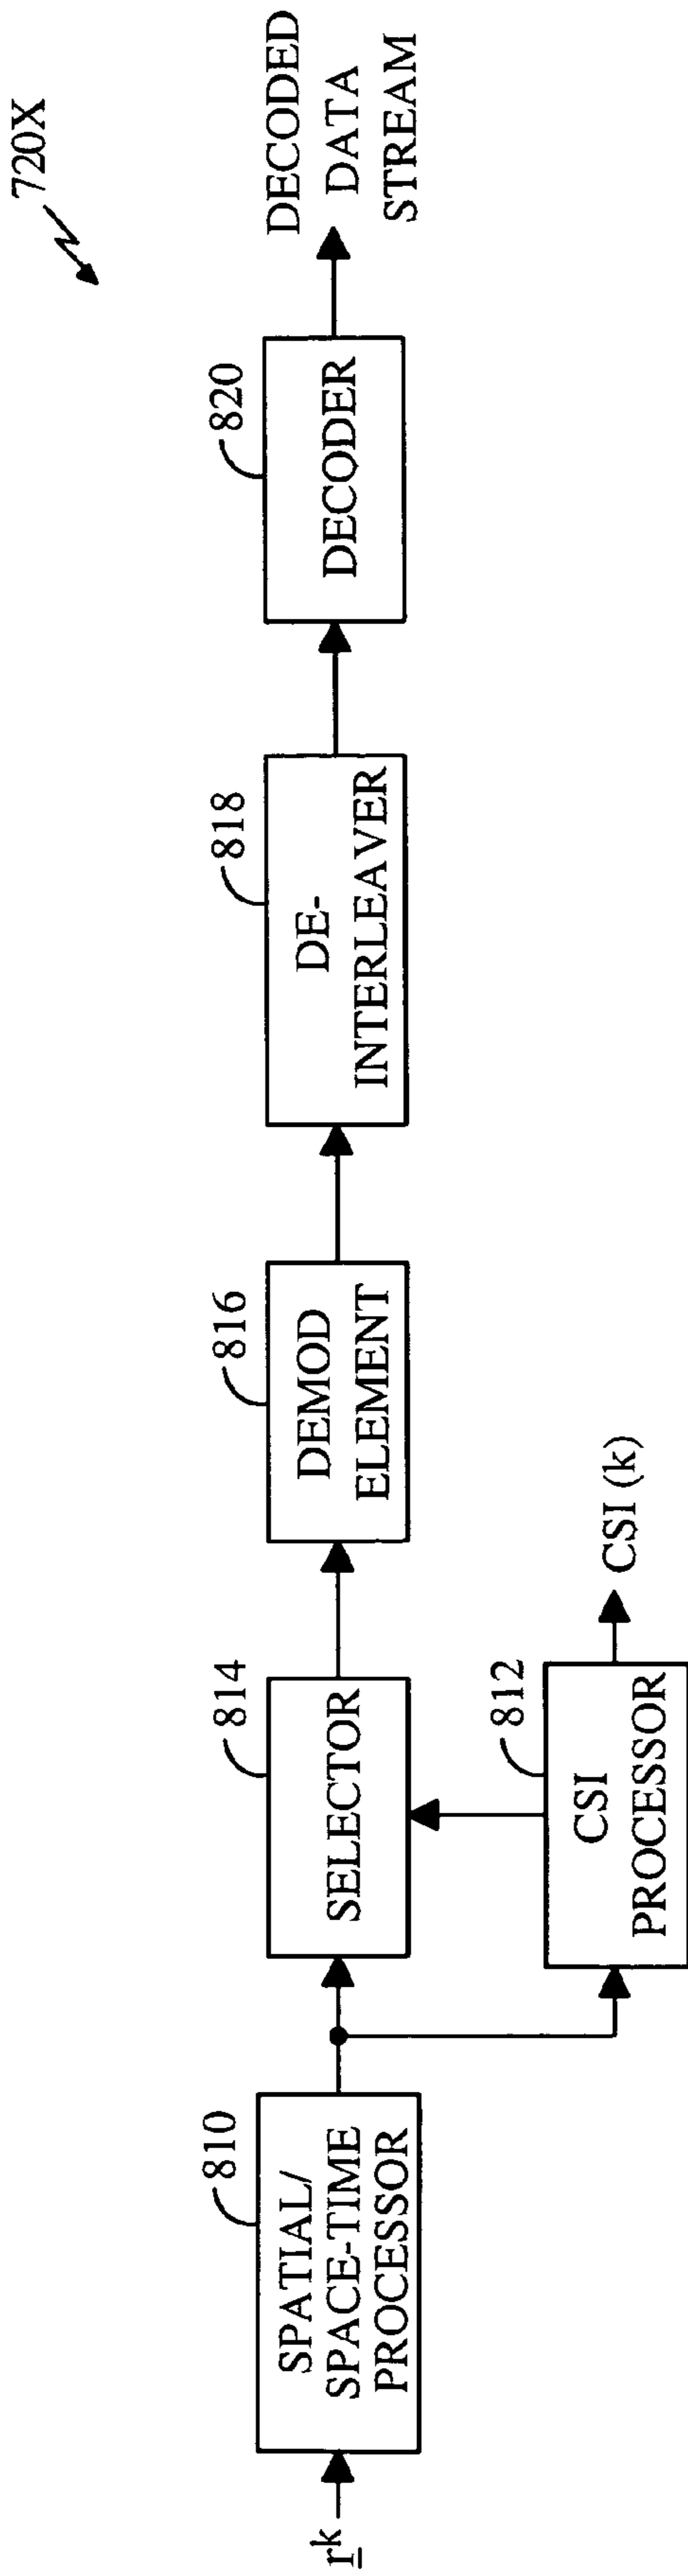 720X
r^k
810
SPATIAL/
SPACE-TIME
PROCESSOR
814
SELECTOR
812
CSI
PROCESSOR
CSI (k)
816
DEMOD
ELEMENT
818
DE-
INTERLEAVER
820
DECODER
DECODED
DATA
STREAM